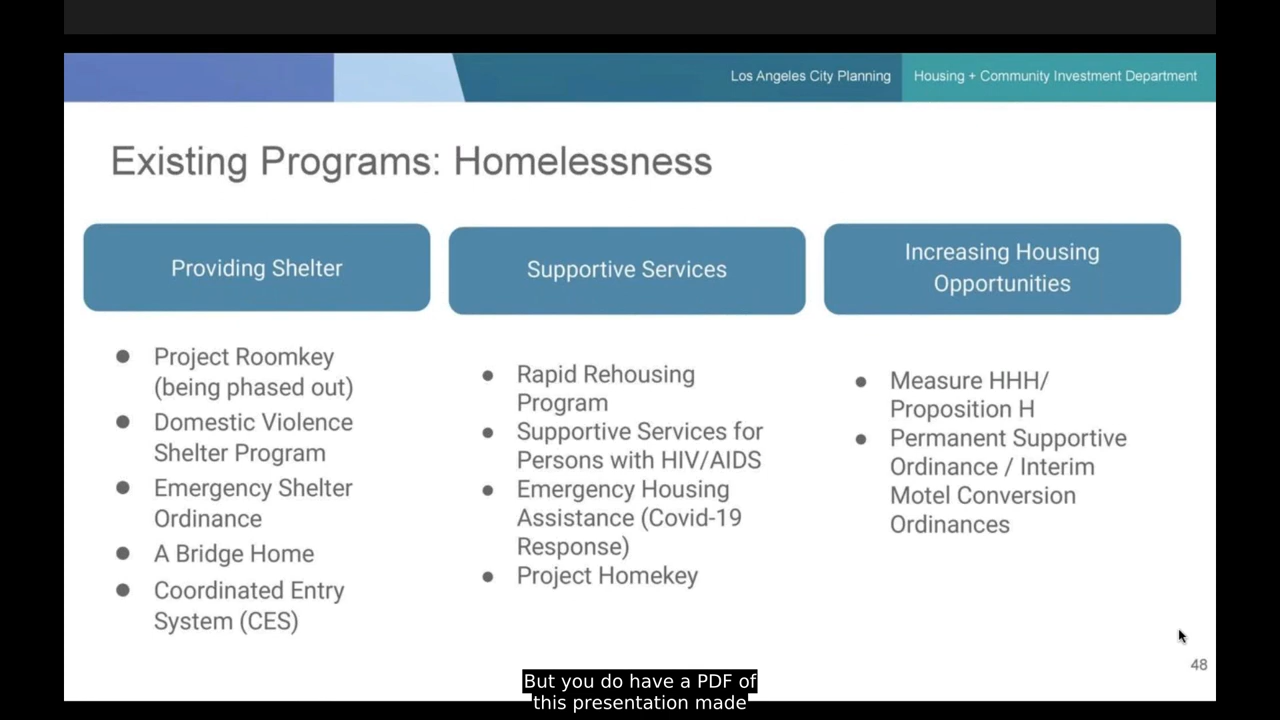 Los Angeles City Planning
Housing + Community Investment Department
Existing Programs: Homelessness
Providing Shelter
Project Roomkey
(being phased out)
Domestic Violence
Shelter Program
Emergency Shelter
Ordinance
A Bridge Home
Coordinated Entry
System (CES)
Supportive Services
Rapid Rehousing
Program
Supportive Services for
Persons with HIV/AIDS
Emergency Housing
Assistance (Covid-19
Response)
Project Homekey
Increasing Housing
Opportunities
Measure HHH/
Proposition H
Permanent Supportive
Ordinance / Interim
Motel Conversion
Ordinances
48
But you do have a PDF of
this presentation made